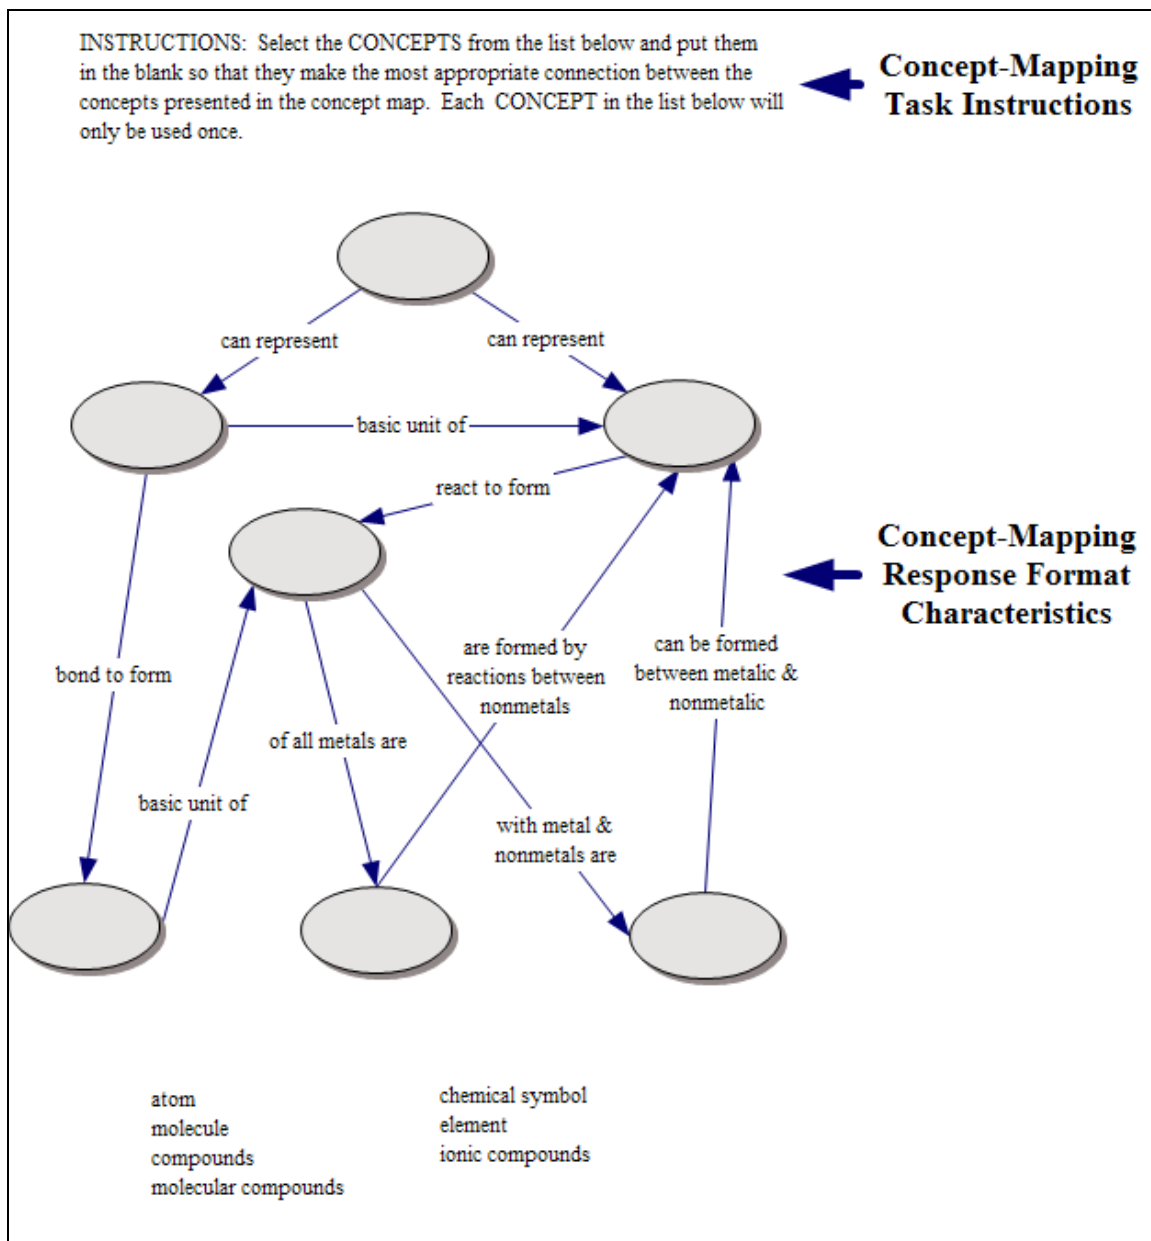 INSTRUCTIONS:  Select the CONCEPTS from the list below and put them
in the blank so that they make the most appropriate connection between the
concepts presented in the concept map.  Each  CONCEPT in the list below will
only be used once.
Concept-Mapping
Task Instructions
can represent
can represent
basic unit of
react to form
Concept-Mapping
Response Format
Characteristics
are formed by
reactions between
nonmetals
can be formed
between metalic &
nonmetalic
bond to form
of all metals are
basic unit of
with metal &
nonmetals are
atom
molecule
compounds
molecular compounds
chemical symbol
element
ionic compounds